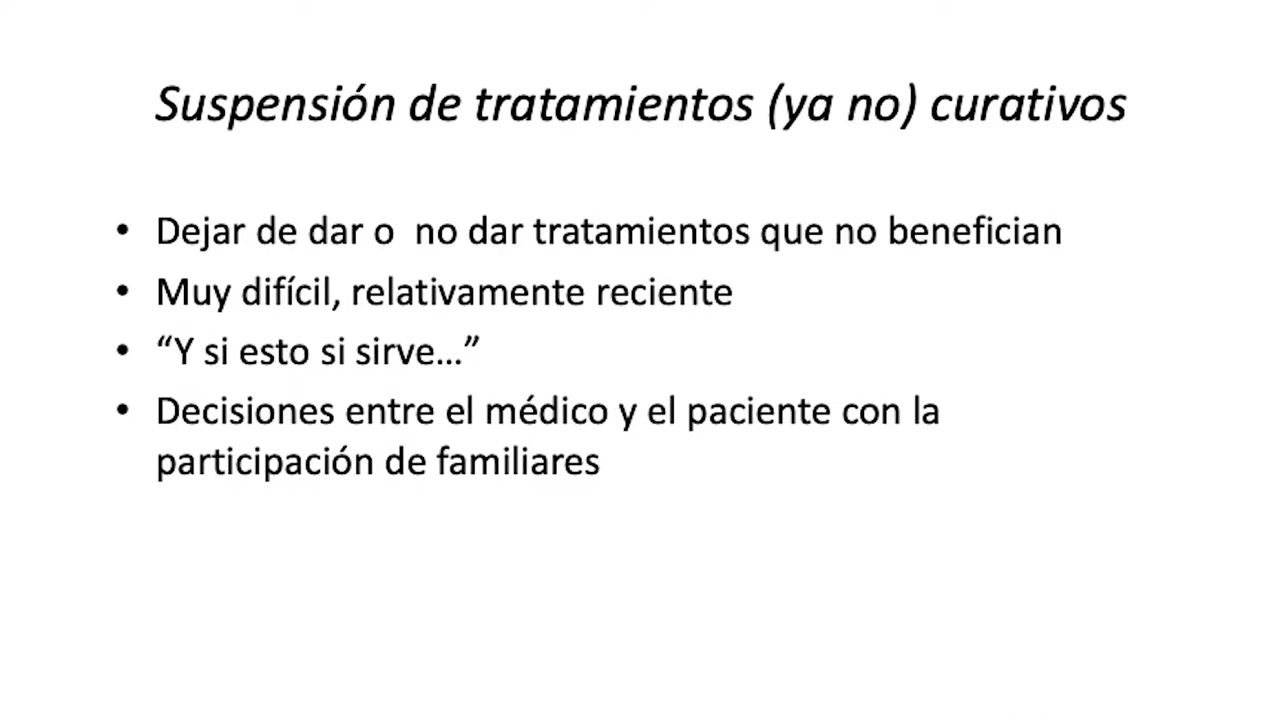 Suspensión de tratamientos (ya no) curativos
• Dejar de dar o  no dar tratamientos que no benefician
• Muy difícil, relativamente reciente
• “Y si esto si sirve…”
• Decisiones entre el médico y el paciente con la
participación de familiares